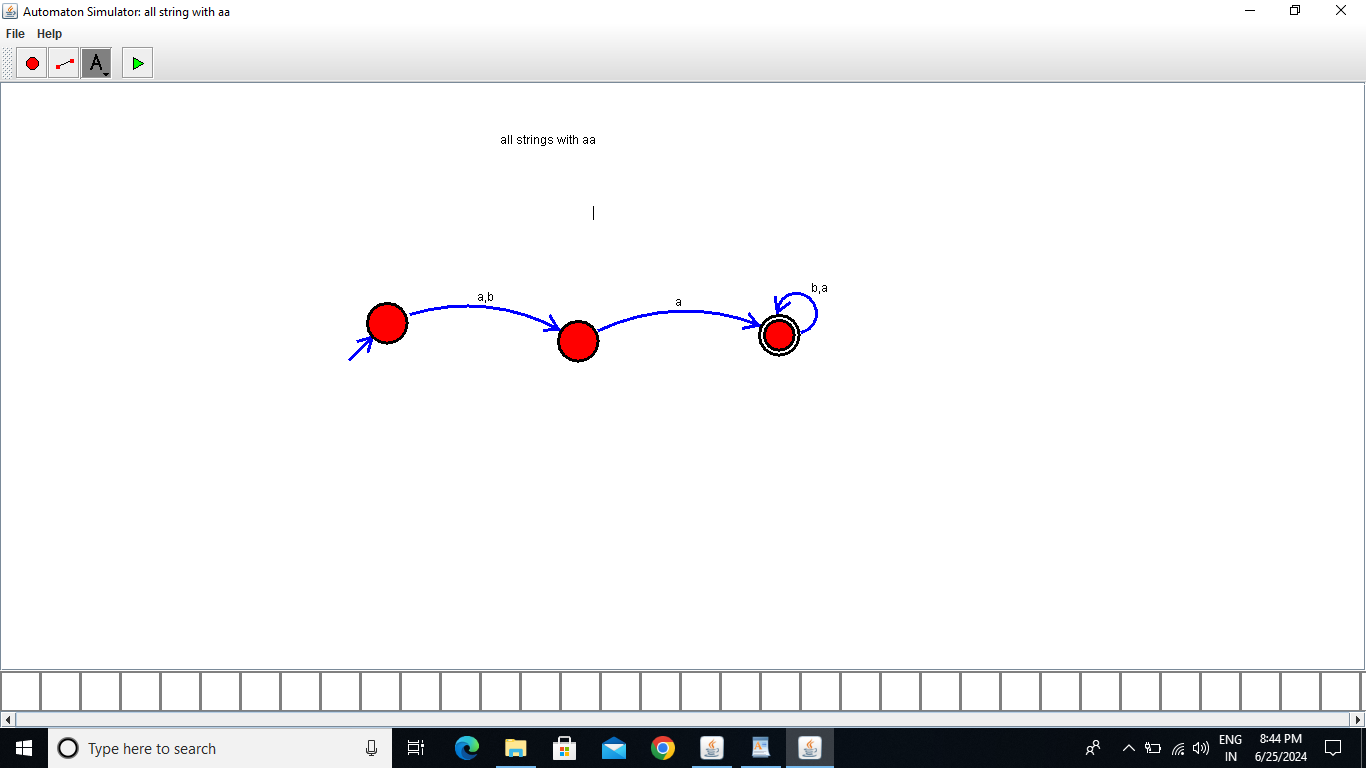 Automaton Simulator: all string with aa
File Help
A
all strings with aa
a,b
a
b,a
Type here to search
ENG
IN
8:44 PM
6/25/2024